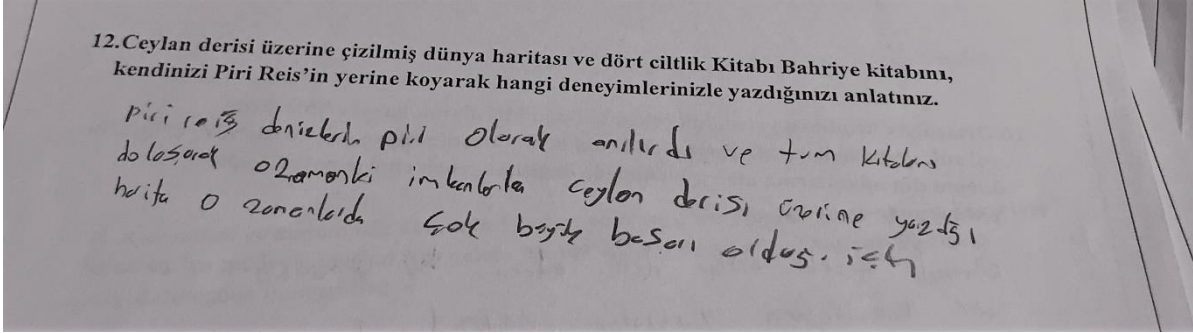 12.Ceylan derisi üzerine çizilmiş dünya haritası ve dört ciltlik Kitabı Bahriye kitabını,
kendinizi Piri Reis’in yerine koyarak hangi deneyimlerinizle yazdığınızı anlatınız.
piri reis denizlerin piri olarak anılırdı ve tüm kıtaları
dolaşarak o zamanki imkanlarla ceylan derisi üzerine yazdığı
harita o zamanlarda çok büyük başarı olduğu için